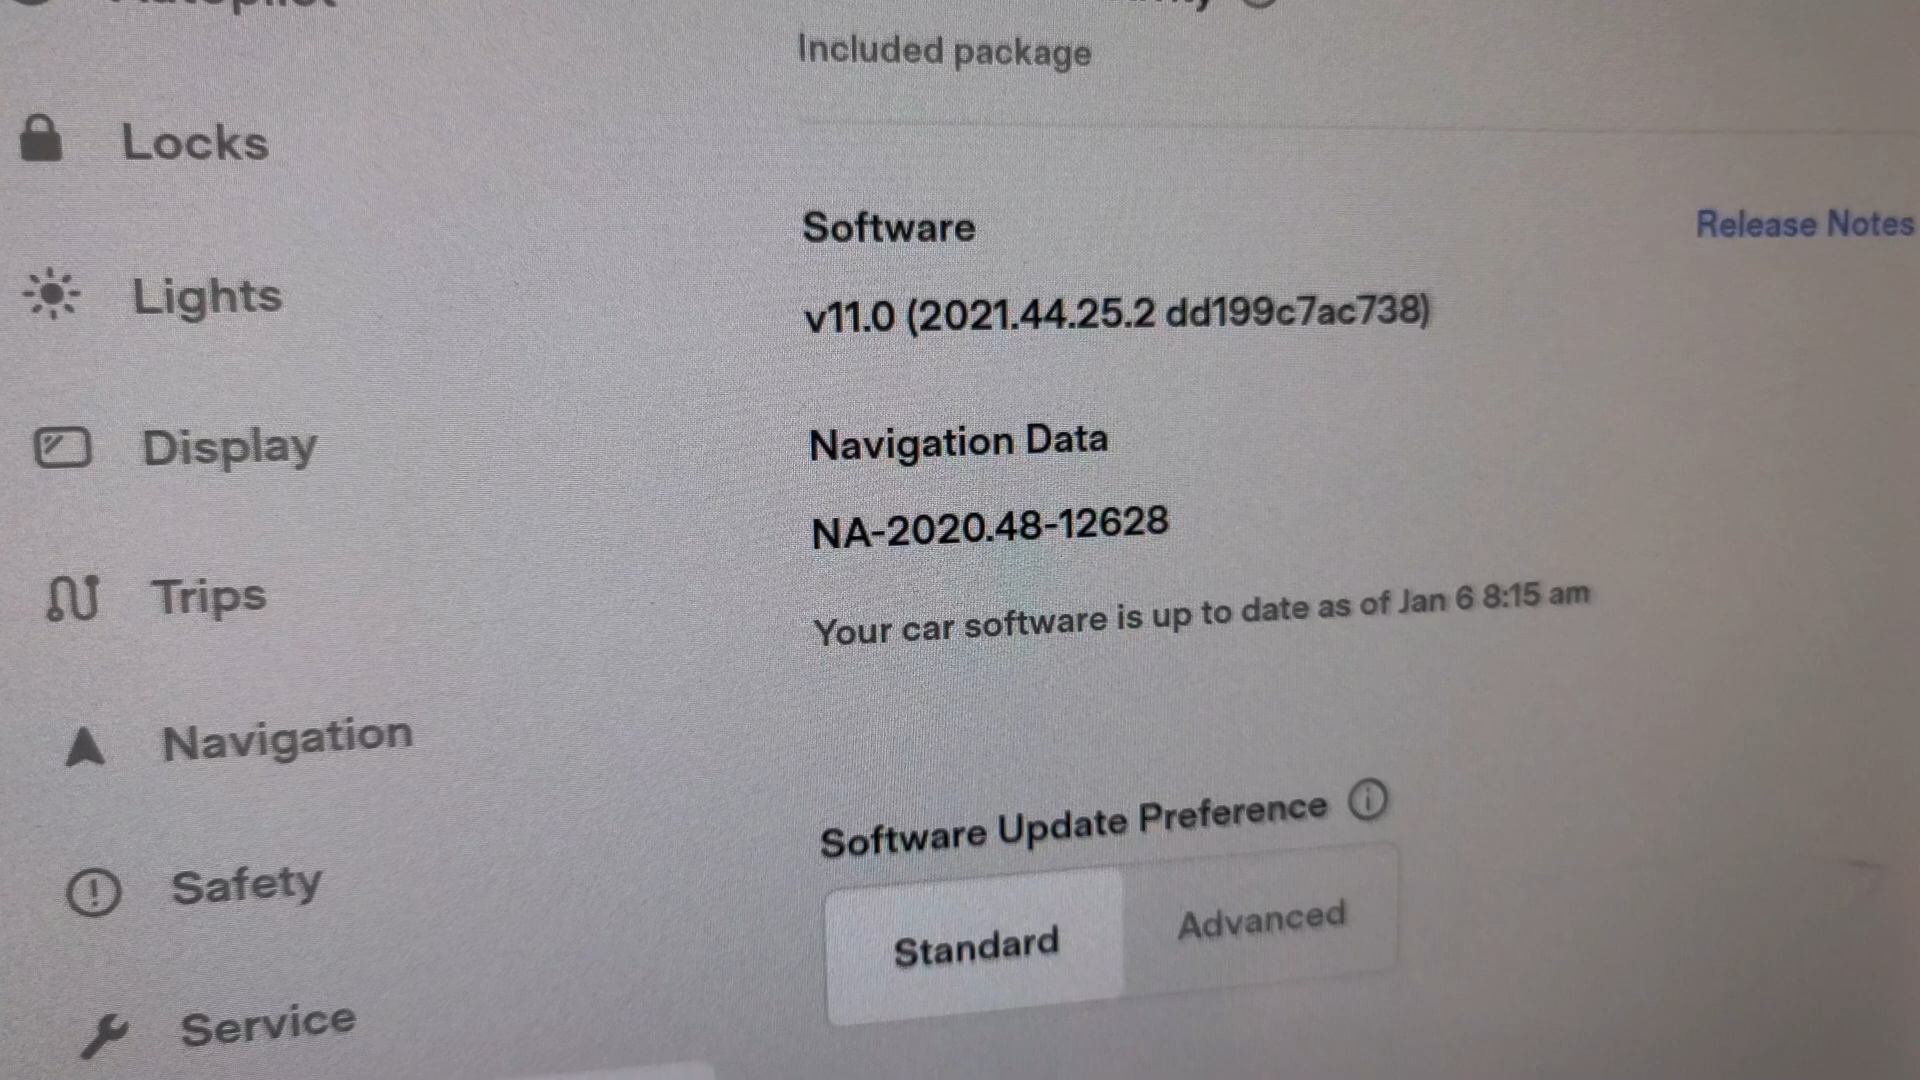 Autopilot
Included package
Locks
Software
Release Notes
Lights
v11.0 (2021.44.25.2 dd199c7ac738)
Navigation Data
Display
NA-2020.48-12628
Trips
Your car software is up to date as of Jan 6 8:15 am
Navigation
Software Update Preference
Safety
Standard
Advanced
Service